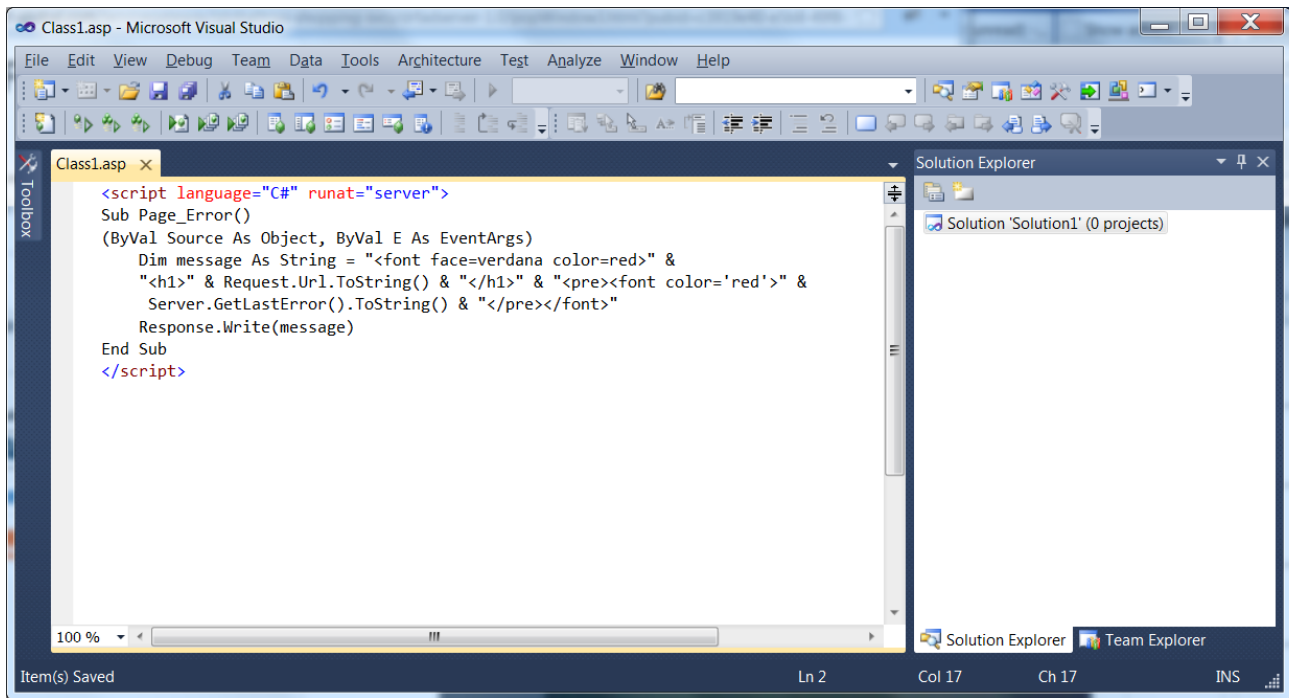 Class1.asp - Microsoft Visual Studio
File Edit View Debug Team Data Tools Architecture Test Analyze Window Help
Class1.asp
Solution Explorer
Toolbox
<script language="C#" runat="server">
Sub Page_Error()
(ByVal Source As Object, ByVal E As EventArgs)
Dim message As String = "<font face=verdana color=red>" &
"<h1>" & Request.Url.ToString() & "</h1>" & "<pre><font color='red'>" &
Server.GetLastError().ToString() & "</pre></font>"
Response.Write(message)
End Sub
</script>
Solution 'Solution1' (0 projects)
100 %
Solution Explorer Team Explorer
Item(s) Saved Ln 2 Col 17 Ch 17 INS